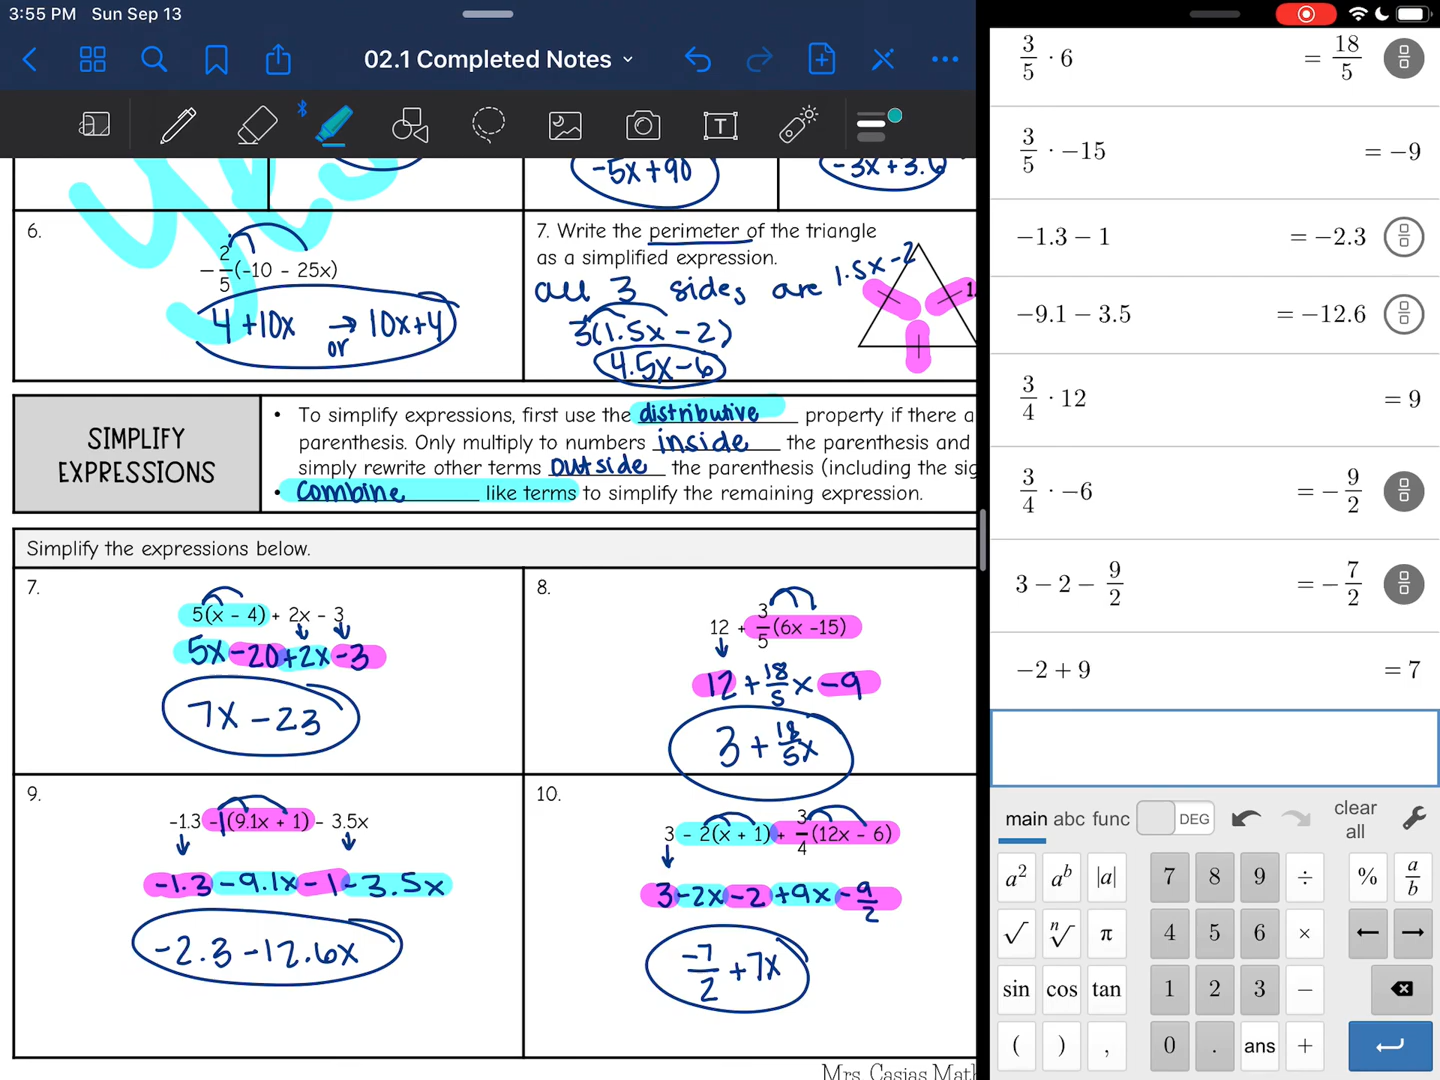 3:55 PM Sun Sep 13
02.1 Completed Notes
yes
-5x+90
-3x+3.6
6.
-2/5(-10 - 25x)
4+10x → 10x+4
or
7. Write the perimeter of the triangle
as a simplified expression.
all 3 sides are
1.5x-2
1.
3(1.5x-2)
4.5x-6
SIMPLIFY
EXPRESSIONS
• To simplify expressions, first use the distributive property if there a
parenthesis. Only multiply to numbers inside the parenthesis and
simply rewrite other terms outside the parenthesis (including the sig
• combine like terms to simplify the remaining expression.
Simplify the expressions below.
7.
5(x - 4) + 2x - 3
5x-20+2x-3
7x-23
8.
12 + 3/5(6x -15)
12+18/5x-9
3+18/5x
9.
-1.3 -1(9.1x + 1) - 3.5x
-1.3-9.1x-1-3.5x
-2.3-12.6x
10.
3 - 2(x + 1) + 3/4(12x - 6)
3-2x-2+9x-9/2
-7/2+7x
Mrs. Casias Mat
3/5 · 6 = 18/5
3/5 · -15 = -9
-1.3 - 1 = -2.3
-9.1 - 3.5 = -12.6
3/4 · 12 = 9
3/4 · -6 = -9/2
3 - 2 - 9/2 = -7/2
-2 + 9 = 7
main abc func DEG clear
all
a² aᵇ |a| 7 8 9 ÷ % a/b
√ ⁿ√ π 4 5 6 × ← →
sin cos tan 1 2 3 −
( ) , 0 . ans +